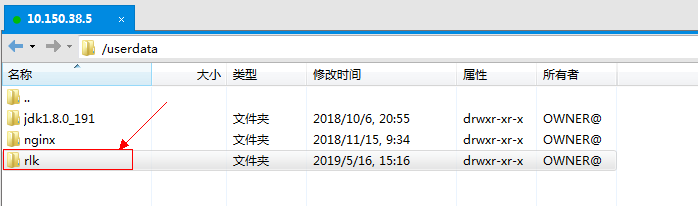 10.150.38.5 ×
/userdata
名称 大小 类型 修改时间 属性 所有者
..
jdk1.8.0_191 文件夹 2018/10/6, 20:55 drwxr-xr-x OWNER@
nginx 文件夹 2018/11/15, 9:34 drwxr-xr-x OWNER@
rlk 文件夹 2019/5/16, 15:16 drwxr-xr-x OWNER@